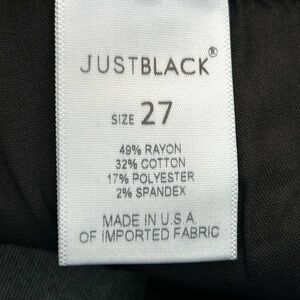 JUSTBLACK®
SIZE 27
49% RAYON
32% COTTON
17% POLYESTER
2% SPANDEX
MADE IN U.S.A.
OF IMPORTED FABRIC